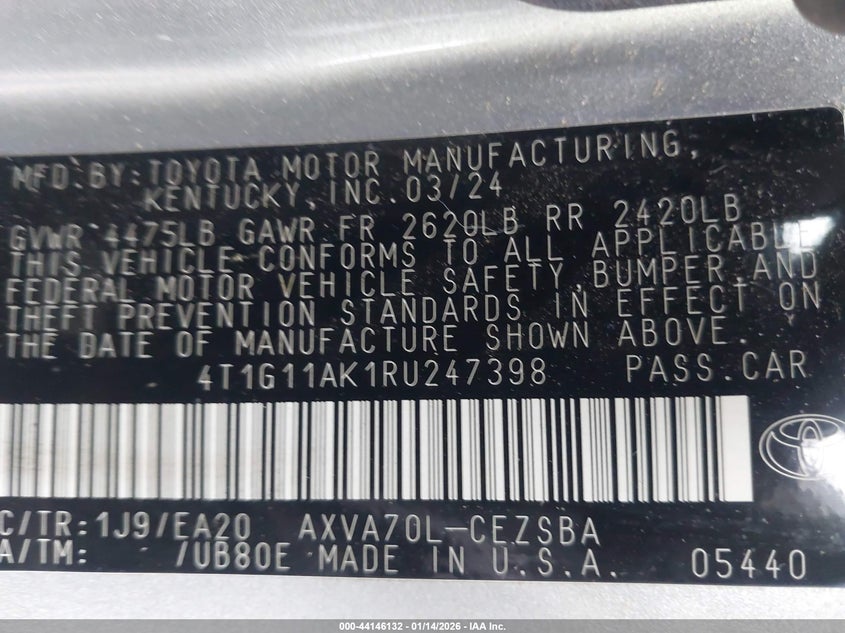 MFD.BY:TOYOTA MOTOR MANUFACTURING,
KENTUCKY,INC.03/24
GVWR 4475LB GAWR FR 2620LB RR 2420LB
THIS VEHICLE CONFORMS TO ALL APPLICABLE
FEDERAL MOTOR VEHICLE SAFETY,BUMPER,AND
THEFT PREVENTION STANDARDS IN EFFECT ON
THE DATE OF MANUFACTURE SHOWN ABOVE.
4T1G11AK1RU247398 PASS.CAR
C/TR:1J9/EA20 AXVA70L-CEZSBA
A/TM: /UB80E MADE IN U.S.A. 05440
000-44146132 - 01/14/2026 - IAA Inc.